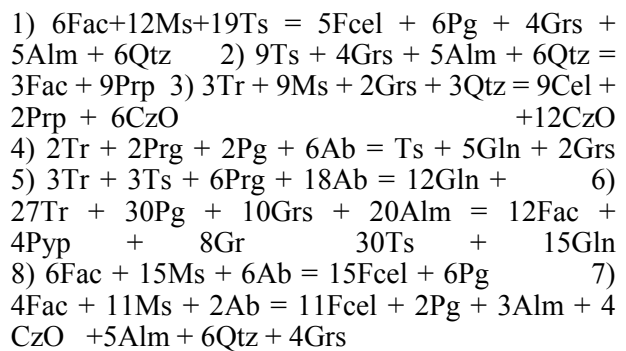 1) 6Fac+12Ms+19Ts = 5Fcel + 6Pg + 4Grs +
5Alm + 6Qtz 2) 9Ts + 4Grs + 5Alm + 6Qtz =
3Fac + 9Prp 3) 3Tr + 9Ms + 2Grs + 3Qtz = 9Cel +
2Prp + 6CzO +12CzO
4) 2Tr + 2Prg + 2Pg + 6Ab = Ts + 5Gln + 2Grs
5) 3Tr + 3Ts + 6Prg + 18Ab = 12Gln + 6)
27Tr + 30Pg + 10Grs + 20Alm = 12Fac +
4Pyp + 8Gr 30Ts + 15Gln
8) 6Fac + 15Ms + 6Ab = 15Fcel + 6Pg 7)
4Fac + 11Ms + 2Ab = 11Fcel + 2Pg + 3Alm + 4
CzO +5Alm + 6Qtz + 4Grs